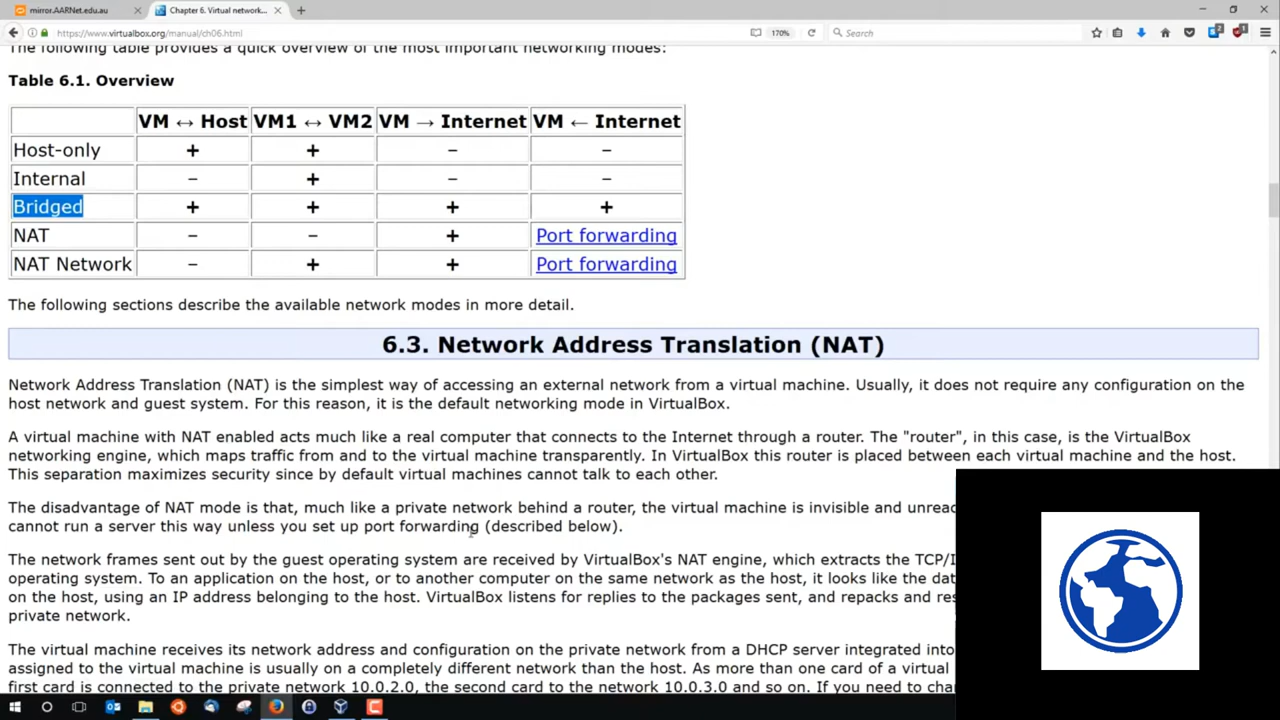 mirror.AARNet.edu.au
Chapter 6. Virtual network...
https://www.virtualbox.org/manual/ch06.html
170%
Search
The following table provides a quick overview of the most important networking modes:
Table 6.1. Overview
VM ↔ Host VM1 ↔ VM2 VM → Internet VM ← Internet
Host-only + + – –
Internal – + – –
Bridged + + + +
NAT – – + Port forwarding
NAT Network – + + Port forwarding
The following sections describe the available network modes in more detail.
6.3. Network Address Translation (NAT)
Network Address Translation (NAT) is the simplest way of accessing an external network from a virtual machine. Usually, it does not require any configuration on the
host network and guest system. For this reason, it is the default networking mode in VirtualBox.
A virtual machine with NAT enabled acts much like a real computer that connects to the Internet through a router. The "router", in this case, is the VirtualBox
networking engine, which maps traffic from and to the virtual machine transparently. In VirtualBox this router is placed between each virtual machine and the host.
This separation maximizes security since by default virtual machines cannot talk to each other.
The disadvantage of NAT mode is that, much like a private network behind a router, the virtual machine is invisible and unreac
cannot run a server this way unless you set up port forwarding (described below).
The network frames sent out by the guest operating system are received by VirtualBox's NAT engine, which extracts the TCP/I
operating system. To an application on the host, or to another computer on the same network as the host, it looks like the dat
on the host, using an IP address belonging to the host. VirtualBox listens for replies to the packages sent, and repacks and res
private network.
The virtual machine receives its network address and configuration on the private network from a DHCP server integrated into
assigned to the virtual machine is usually on a completely different network than the host. As more than one card of a virtual
first card is connected to the private network 10.0.2.0, the second card to the network 10.0.3.0 and so on. If you need to chan